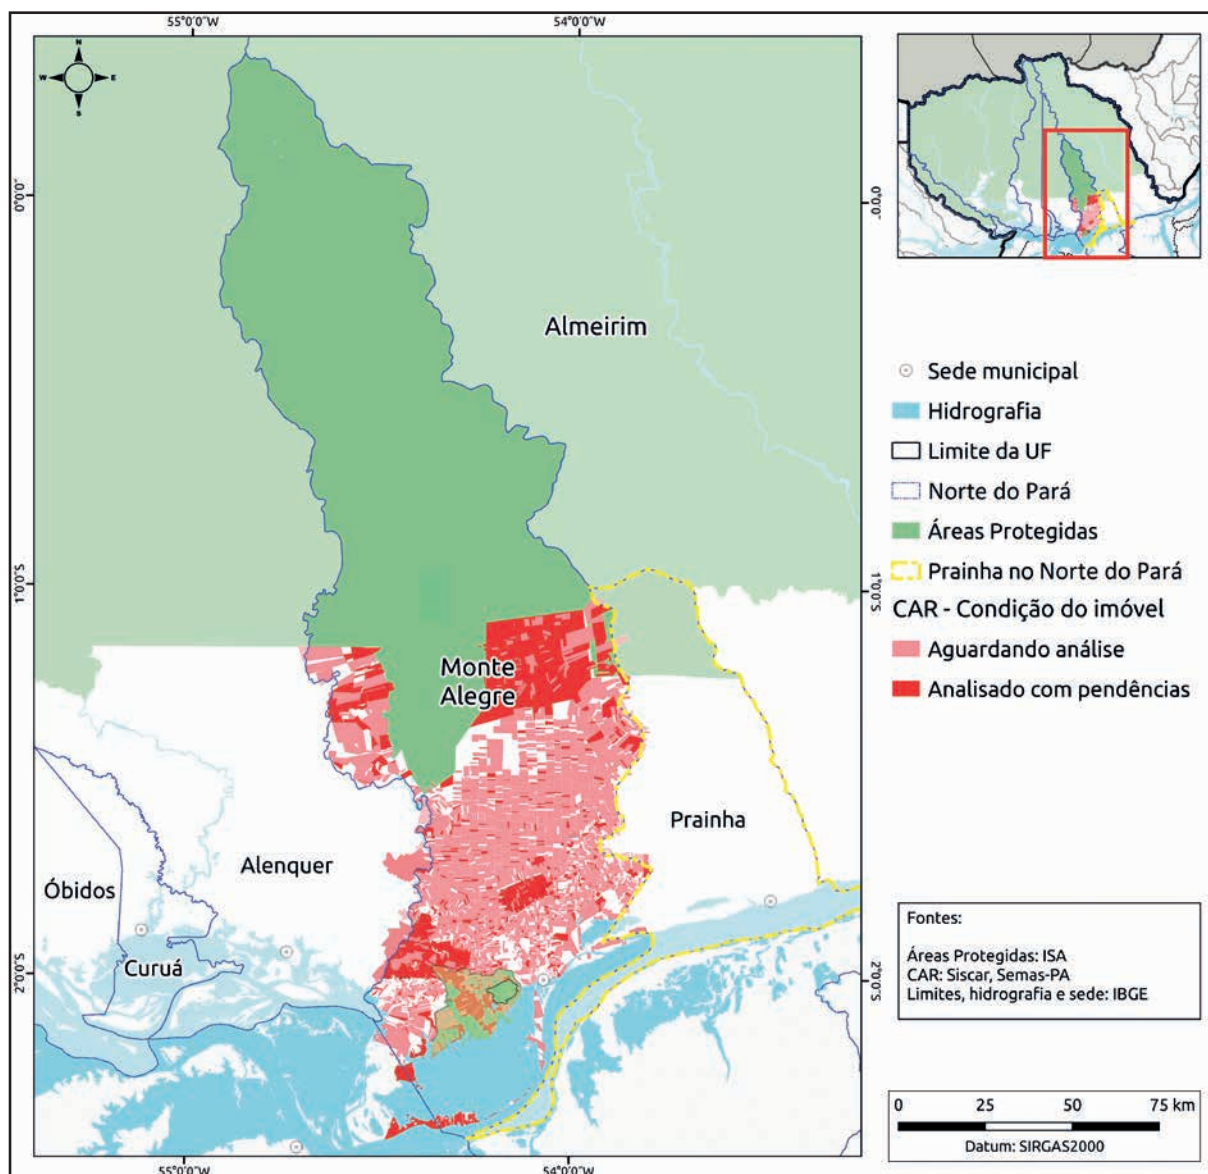 55°0'0"W
54°0'0"W
N
W
E
S
0°0'0"
0°0'0"
Almeirim
Sede municipal
Hidrografia
Limite da UF
Norte do Pará
Áreas Protegidas
Prainha no Norte do Pará
CAR - Condição do imóvel
Aguardando análise
Analisado com pendências
1°0'0"S
1°0'0"S
Monte
Alegre
Prainha
Alenquer
Óbidos
Curuá
2°0'0"S
2°0'0"S
Fontes:
Áreas Protegidas: ISA
CAR: Siscar, Semas-PA
Limites, hidrografia e sede: IBGE
0 25 50 75 km
Datum: SIRGAS2000
55°0'0"W
54°0'0"W